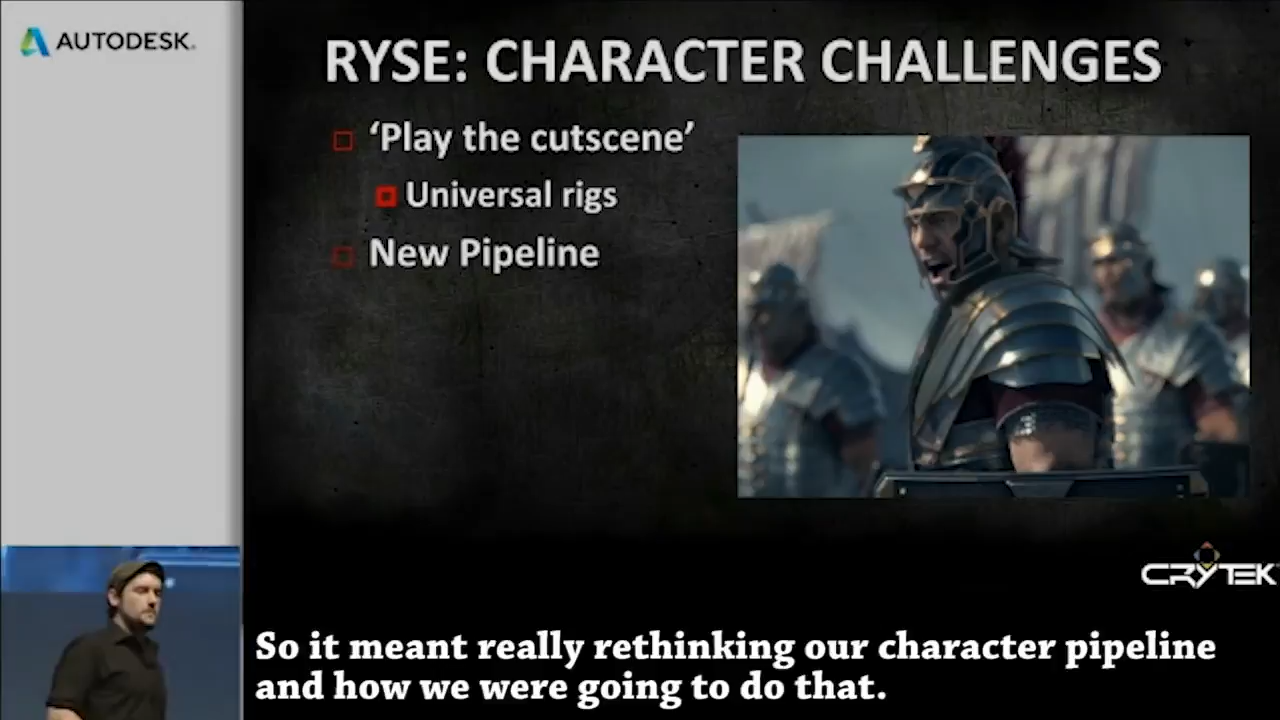 AUTODESK.
RYSE: CHARACTER CHALLENGES
‘Play the cutscene’
Universal rigs
New Pipeline
CRYTEK
So it meant really rethinking our character pipeline
and how we were going to do that.